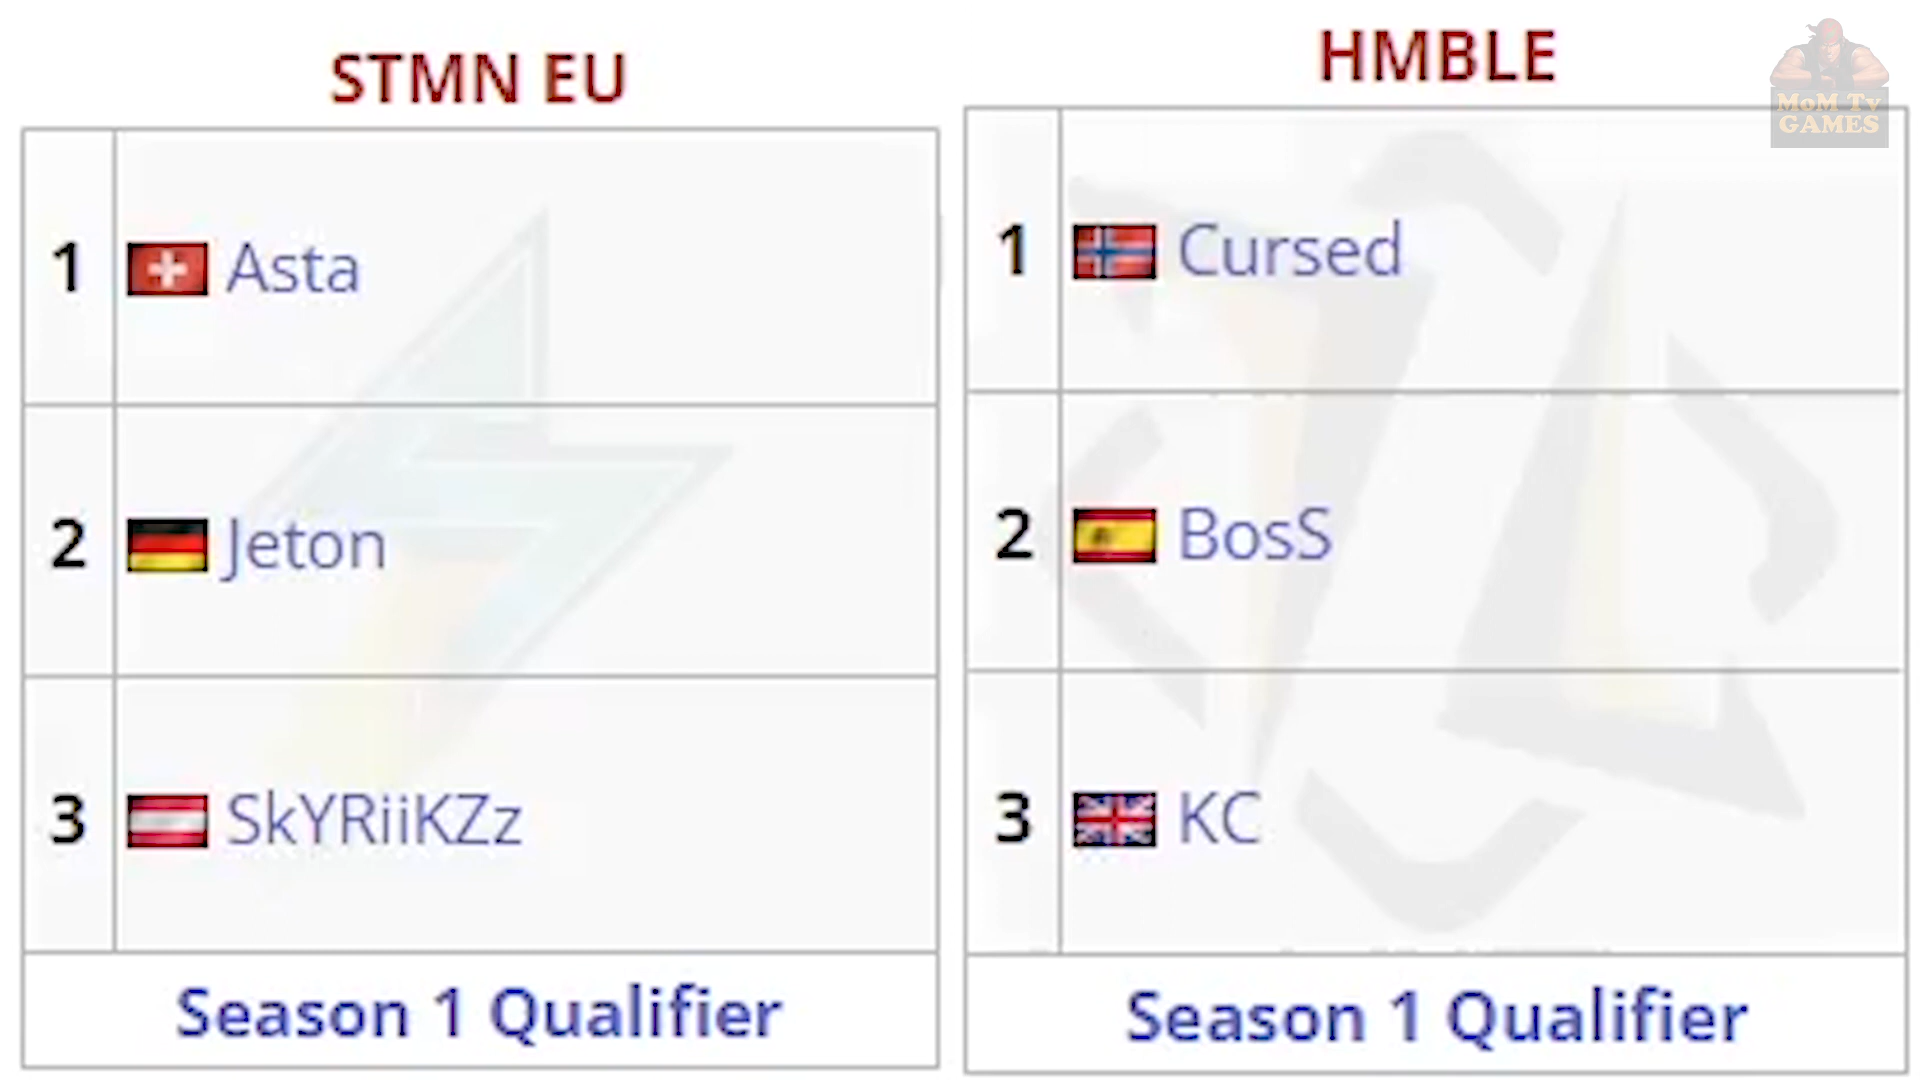 STMN EU
1 Asta
2 Jeton
3 SkYRiiKZz
Season 1 Qualifier
HMBLE
1 Cursed
2 BosS
3 KC
Season 1 Qualifier
MoM Tv
GAMES